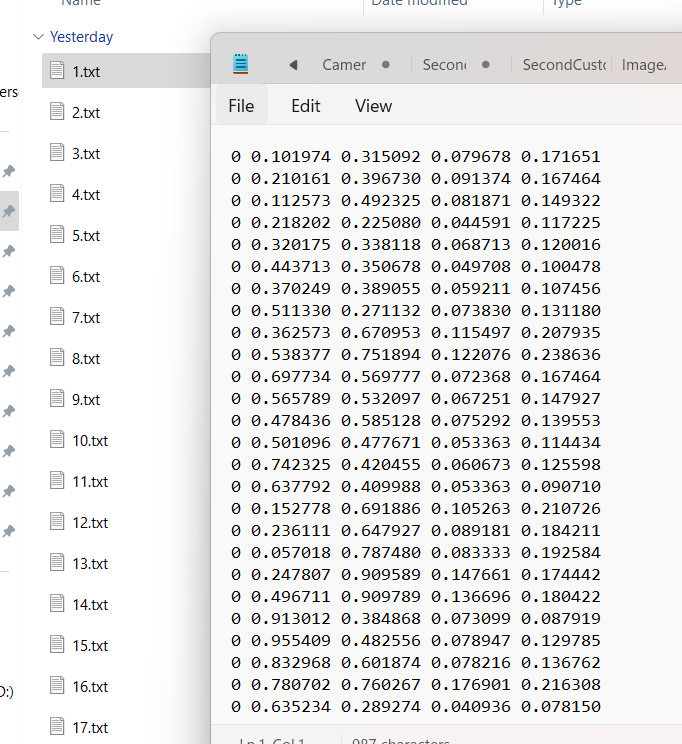 Name
Date modified
Type
Yesterday
1.txt
2.txt
3.txt
4.txt
5.txt
6.txt
7.txt
8.txt
9.txt
10.txt
11.txt
12.txt
13.txt
14.txt
15.txt
16.txt
17.txt
ers
D:)
Camer
Secon
SecondCusto
ImageA
File Edit View
0 0.101974 0.315092 0.079678 0.171651
0 0.210161 0.396730 0.091374 0.167464
0 0.112573 0.492325 0.081871 0.149322
0 0.218202 0.225080 0.044591 0.117225
0 0.320175 0.338118 0.068713 0.120016
0 0.443713 0.350678 0.049708 0.100478
0 0.370249 0.389055 0.059211 0.107456
0 0.511330 0.271132 0.073830 0.131180
0 0.362573 0.670953 0.115497 0.207935
0 0.538377 0.751894 0.122076 0.238636
0 0.697734 0.569777 0.072368 0.167464
0 0.565789 0.532097 0.067251 0.147927
0 0.478436 0.585128 0.075292 0.139553
0 0.501096 0.477671 0.053363 0.114434
0 0.742325 0.420455 0.060673 0.125598
0 0.637792 0.409988 0.053363 0.090710
0 0.152778 0.691886 0.105263 0.210726
0 0.236111 0.647927 0.089181 0.184211
0 0.057018 0.787480 0.083333 0.192584
0 0.247807 0.909589 0.147661 0.174442
0 0.496711 0.909789 0.136696 0.180422
0 0.913012 0.384868 0.073099 0.087919
0 0.955409 0.482556 0.078947 0.129785
0 0.832968 0.601874 0.078216 0.136762
0 0.780702 0.760267 0.176901 0.216308
0 0.635234 0.289274 0.040936 0.078150
Ln 1, Col 1
987 characters